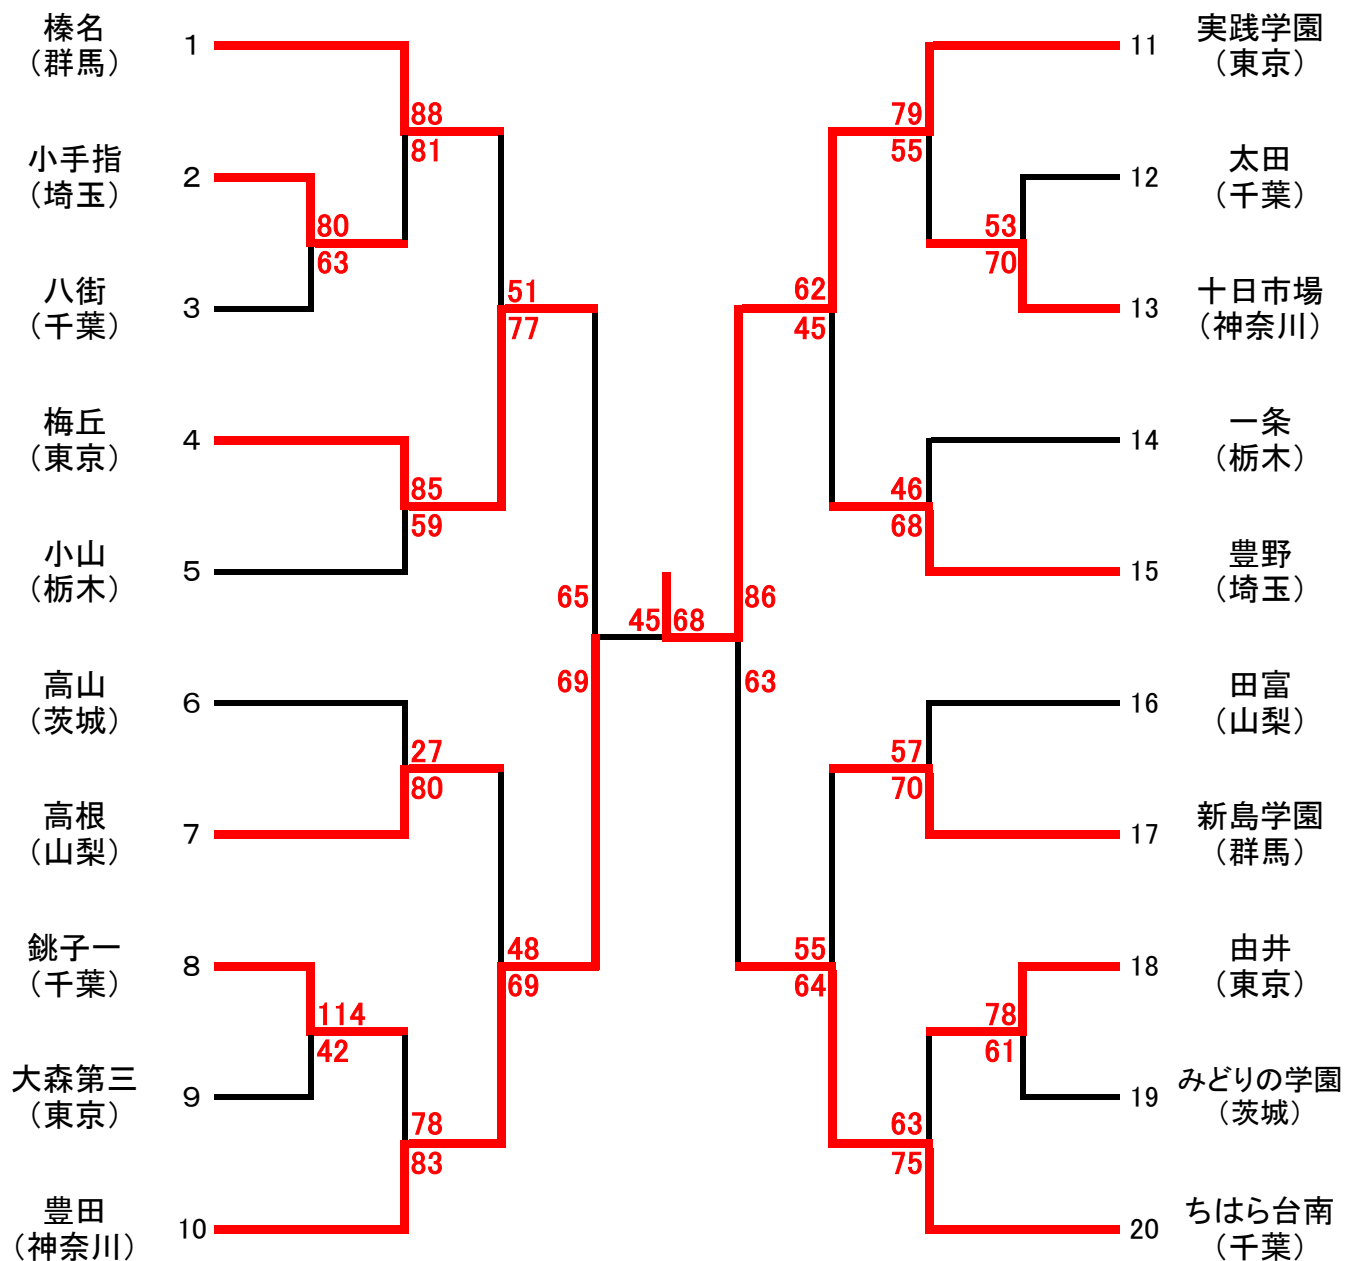 榛名
（群馬）
1
小手指
（埼玉）
2
八街
（千葉）
3
梅丘
（東京）
4
小山
（栃木）
5
高山
（茨城）
6
高根
（山梨）
7
銚子一
（千葉）
8
大森第三
（東京）
9
豊田
（神奈川）
10
88
81
80
63
51
77
85
59
65
69
27
80
48
69
114
42
78
83
45
68
86
63
79
55
53
70
62
45
46
68
57
70
55
64
78
61
63
75
11
実践学園
（東京）
12
太田
（千葉）
13
十日市場
（神奈川）
14
一条
（栃木）
15
豊野
（埼玉）
16
田富
（山梨）
17
新島学園
（群馬）
18
由井
（東京）
19
みどりの学園
（茨城）
20
ちはら台南
（千葉）